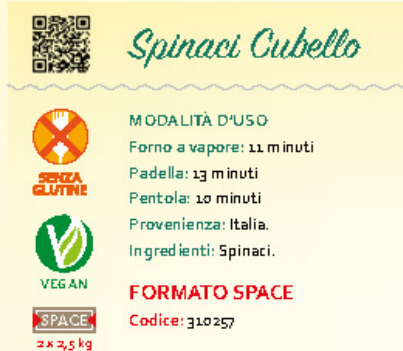 Spinaci Cubello
MODALITÀ D'USO
Forno a vapore: 11 minuti
Padella: 13 minuti
Pentola: 10 minuti
Provenienza: Italia.
Ingredienti: Spinaci.
SENZA
GLUTINE
VEGAN
FORMATO SPACE
Codice: 310257
SPACE
2 x 2,5 kg